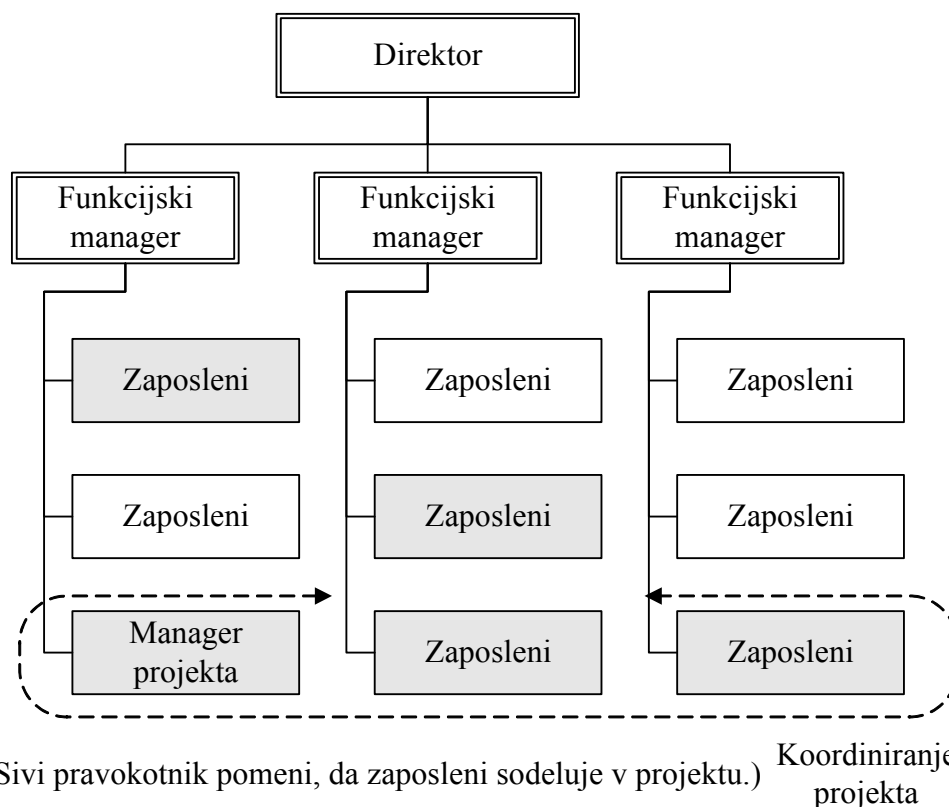 Direktor
Funkcijski
manager
Funkcijski
manager
Funkcijski
manager
Zaposleni
Zaposleni
Zaposleni
Zaposleni
Zaposleni
Zaposleni
Manager
projekta
Zaposleni
Zaposleni
Sivi pravokotnik pomeni, da zaposleni sodeluje v projektu.)
Koordiniranje
projekta